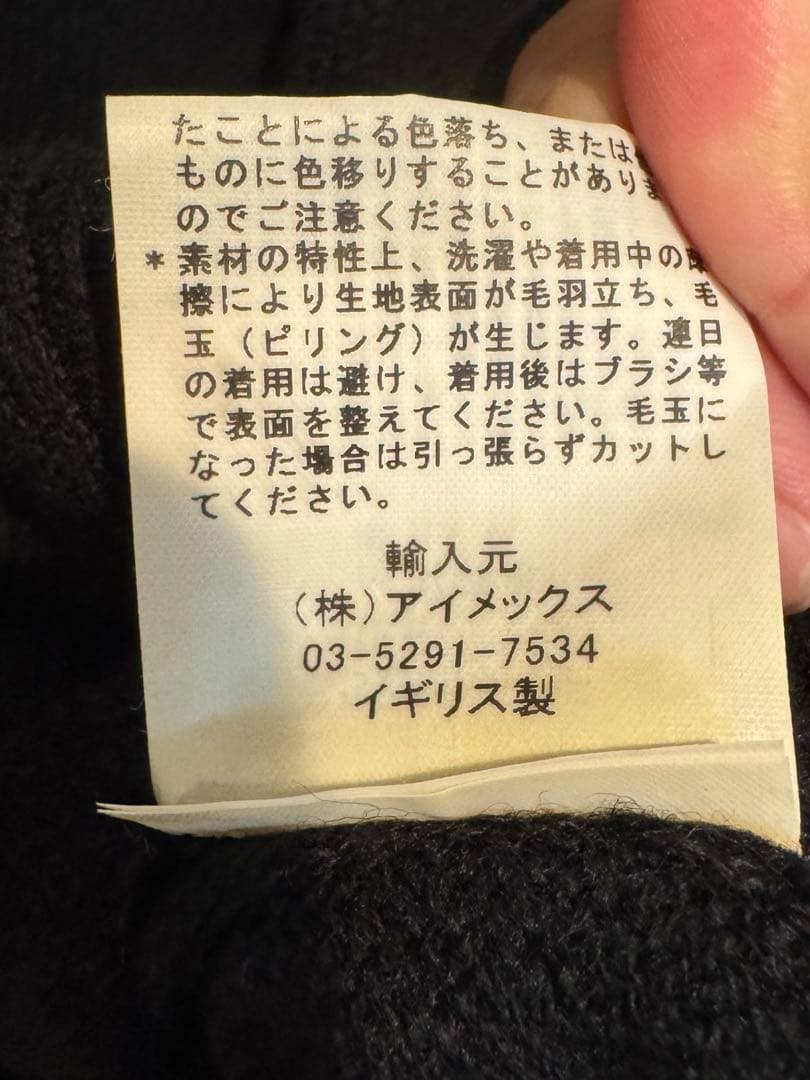 たことによる色落ち、または
ものに色移りすることがありま
のでご注意ください。
* 素材の特性上、洗濯や着用中の摩
擦により生地表面が毛羽立ち、毛
玉（ピリング）が生じます。連日
の着用は避け、着用後はブラシ等
で表面を整えてください。毛玉に
なった場合は引っ張らずカットし
てください。
輸入元
（株）アイメックス
03-5291-7534
イギリス製